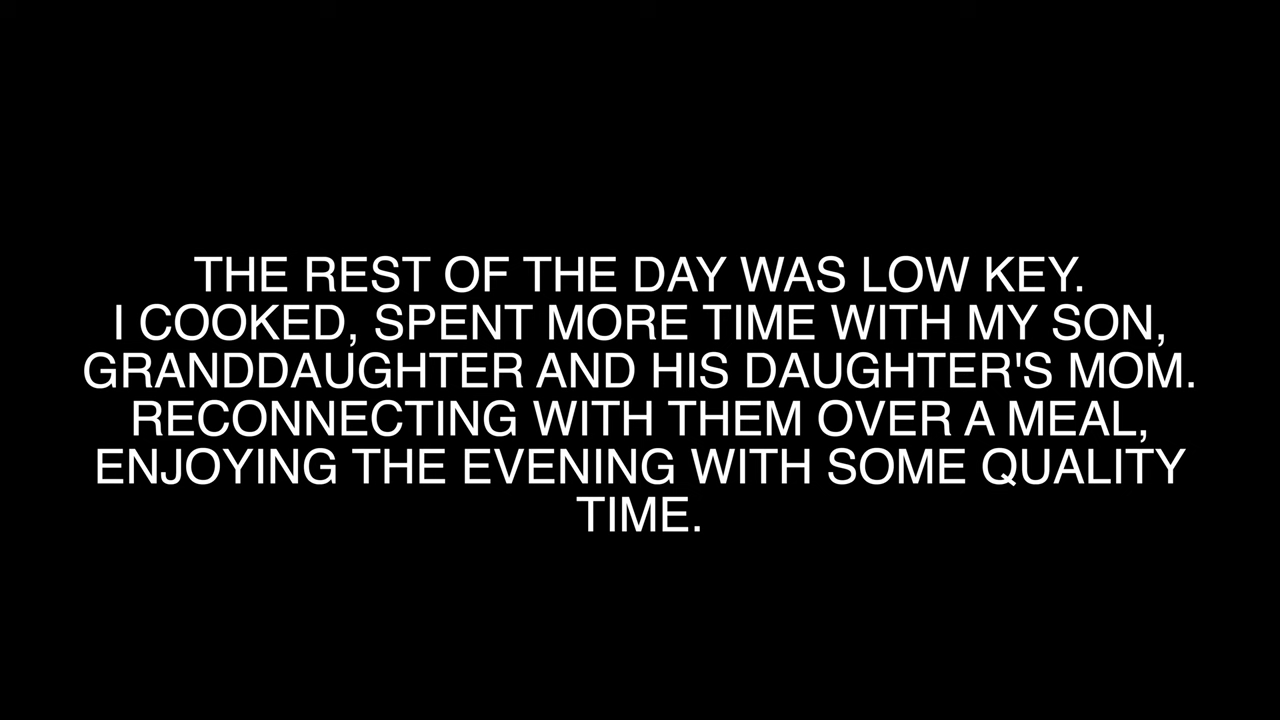 THE REST OF THE DAY WAS LOW KEY.
I COOKED, SPENT MORE TIME WITH MY SON,
GRANDDAUGHTER AND HIS DAUGHTER'S MOM.
RECONNECTING WITH THEM OVER A MEAL,
ENJOYING THE EVENING WITH SOME QUALITY
TIME.